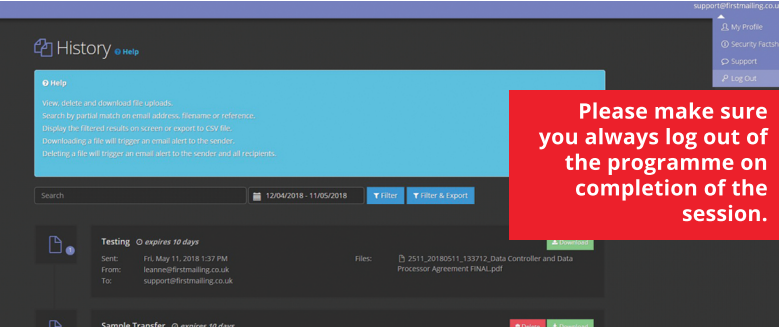 support@firstmailing.co.u
My Profile
Security Factsh
Support
Log Out
History Help
Help
View, delete and download file uploads.
Search by partial match on email address, filename or reference.
Display the filtered results on screen or export to CSV file.
Downloading a file will trigger an email alert to the sender.
Deleting a file will trigger an email alert to the sender and all recipients.
Please make sure
you always log out of
the programme on
completion of the
session.
Search
12/04/2018 - 11/05/2018
Filter
Filter & Export
Testing expires 10 days
Download
Sent: Fri, May 11, 2018 1:37 PM
From: leanne@firstmailing.co.uk
To: support@firstmailing.co.uk
Files: 2511_20180511_133712_Data Controller and Data
Processor Agreement FINAL.pdf
Sample Transfer expires 10 days
Delete
Download